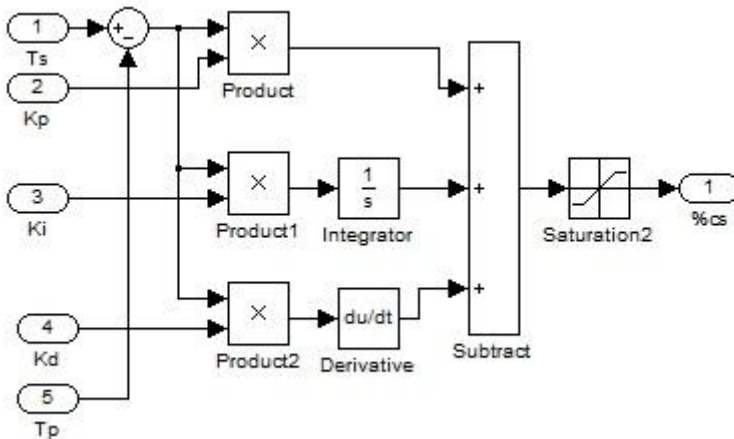 1
Ts
+
−
×
Product
2
Kp
+
3
Ki
×
Product1
1
s
Integrator
+
Saturation2
1
%cs
4
Kd
×
Product2
du/dt
Derivative
+
Subtract
5
Tp